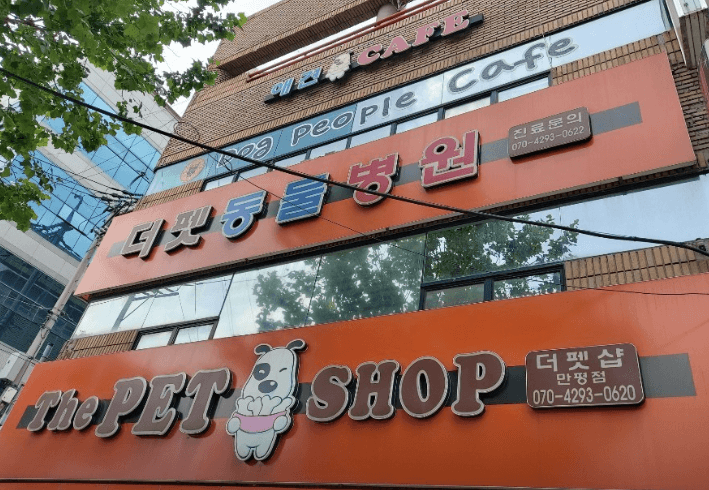 애견 CAFE
Dog PEOPLE Cafe
더펫동물병원
진료문의
070-4293-0622
The PET SHOP
더펫샵
만평점
070-4293-0620